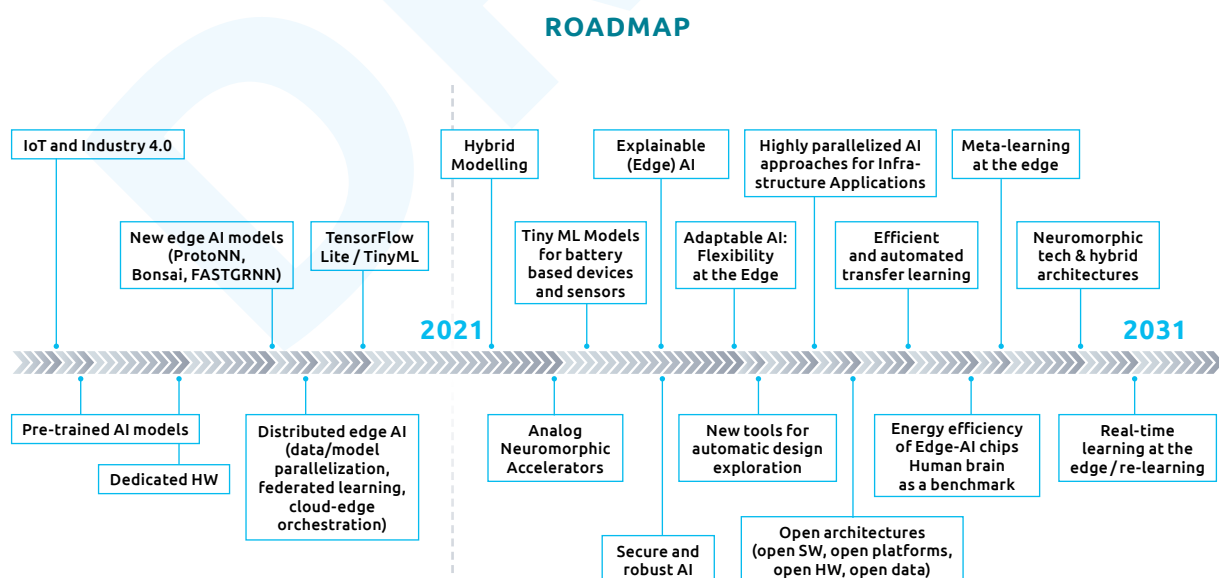 ROADMAP
IoT and Industry 4.0
Hybrid
Modelling
Explainable
(Edge) AI
Highly parallelized AI
approaches for Infra-
structure Applications
Meta-learning
at the edge
New edge AI models
(ProtoNN,
Bonsai, FASTGRNN)
TensorFlow
Lite / TinyML
Tiny ML Models
for battery
based devices
and sensors
Adaptable AI:
Flexibility
at the Edge
Efficient
and automated
transfer learning
Neuromorphic
tech & hybrid
architectures
2021
2031
Pre-trained AI models
Dedicated HW
Distributed edge AI
(data/model
parallelization,
federated learning,
cloud-edge
orchestration)
Analog
Neuromorphic
Accelerators
Secure and
robust AI
New tools for
automatic design
exploration
Open architectures
(open SW, open platforms,
open HW, open data)
Energy efficiency
of Edge-AI chips
Human brain
as a benchmark
Real-time
learning at the
edge / re-learning